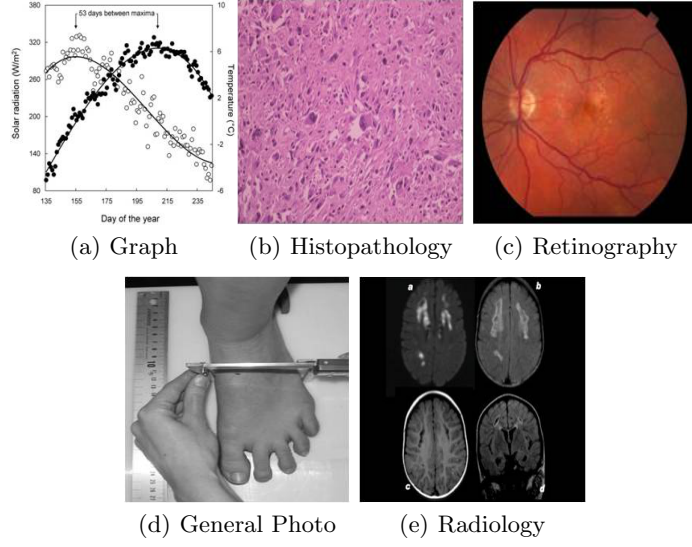 53 days between maxima
380
10
320
6
260
200
2
140
-2
80
-6
Solar radiation (W/m²)
Temperature (°C)
135 155 175 195 215 235
Day of the year
(a) Graph
(b) Histopathology
(c) Retinography
10
a
b
c
d
(d) General Photo
(e) Radiology